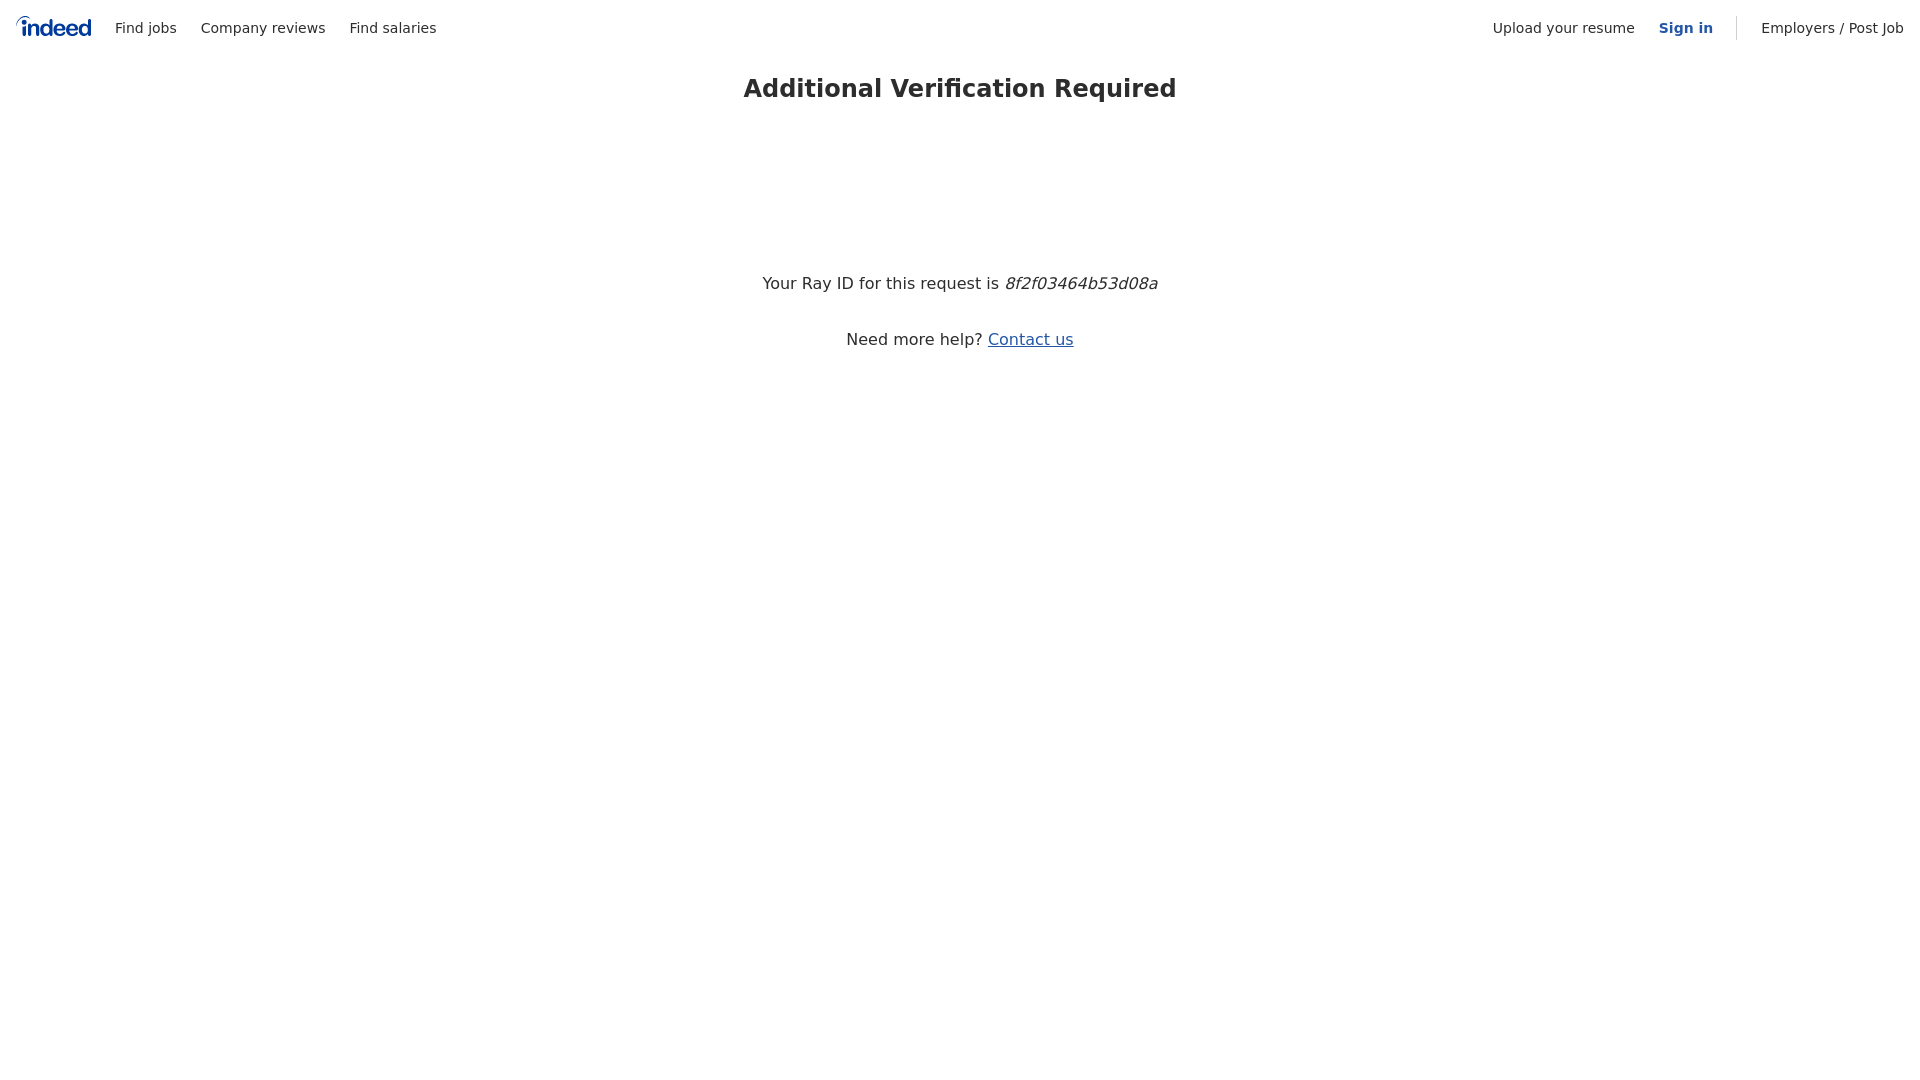 indeed Find jobs Company reviews Find salaries Upload your resume Sign in Employers / Post Job
Additional Verification Required
Your Ray ID for this request is 8f2f03464b53d08a
Need more help? Contact us